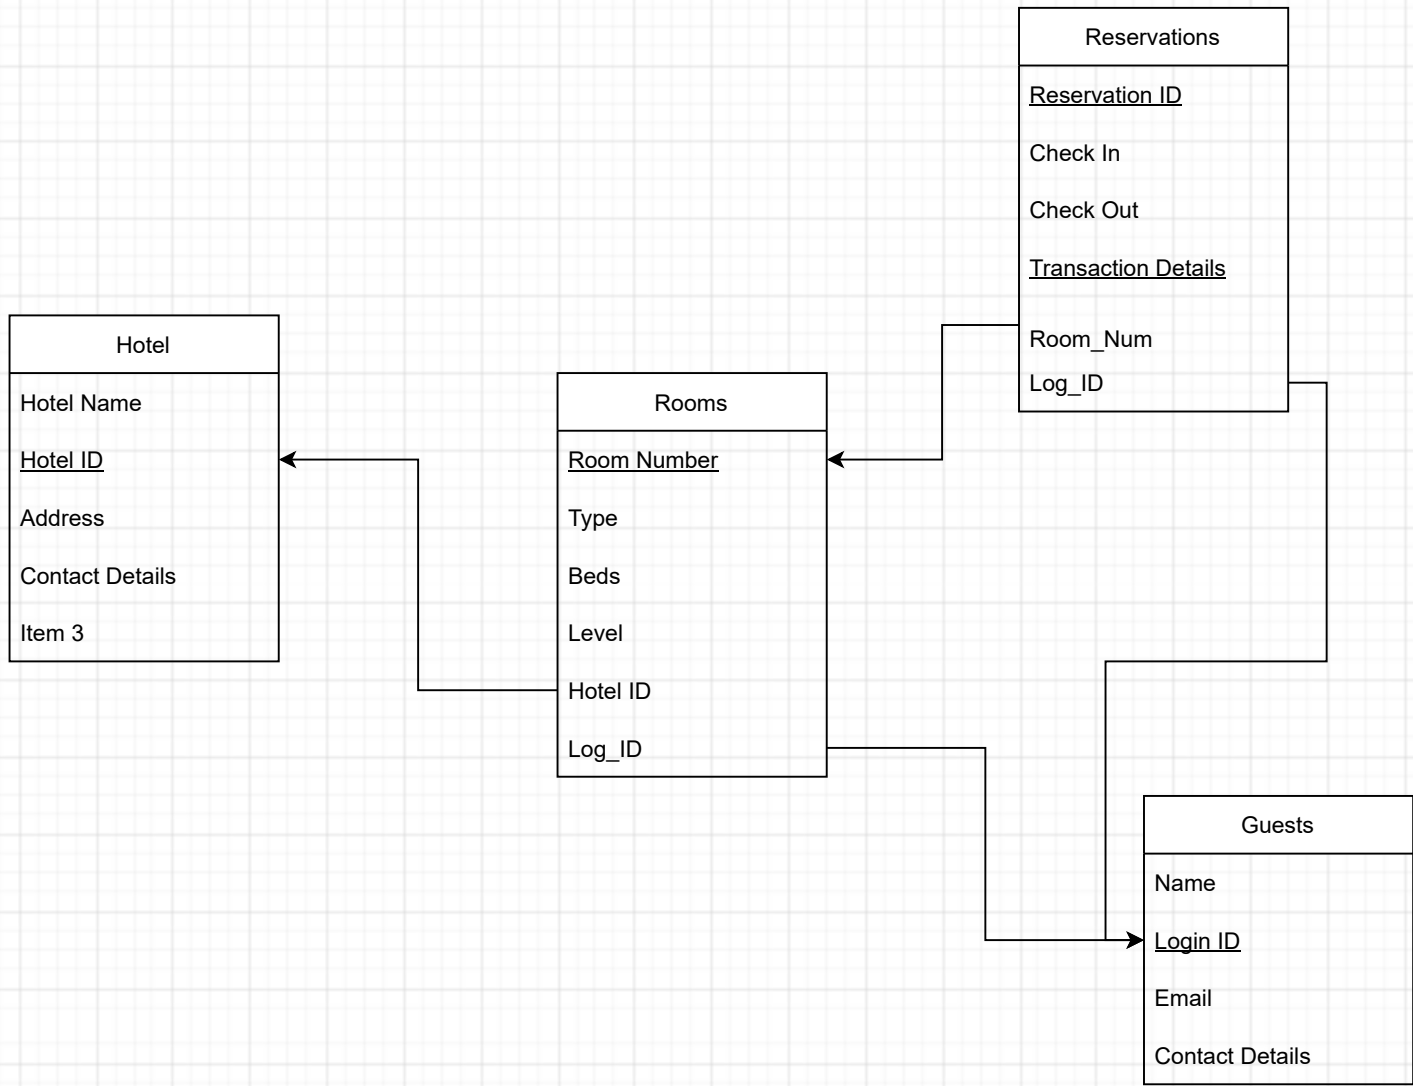 Reservations
Reservation ID
Check In
Check Out
Transaction Details
Room_Num
Log_ID
Hotel
Hotel Name
Hotel ID
Address
Contact Details
Item 3
Rooms
Room Number
Type
Beds
Level
Hotel ID
Log_ID
Guests
Name
Login ID
Email
Contact Details